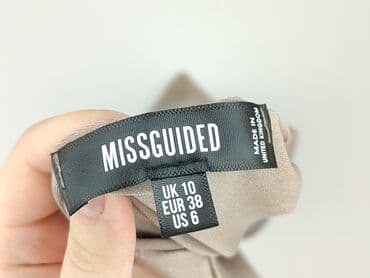 MISSGUIDED
MADE IN
UNITED KINGDOM
UK 10
EUR 38
US 6